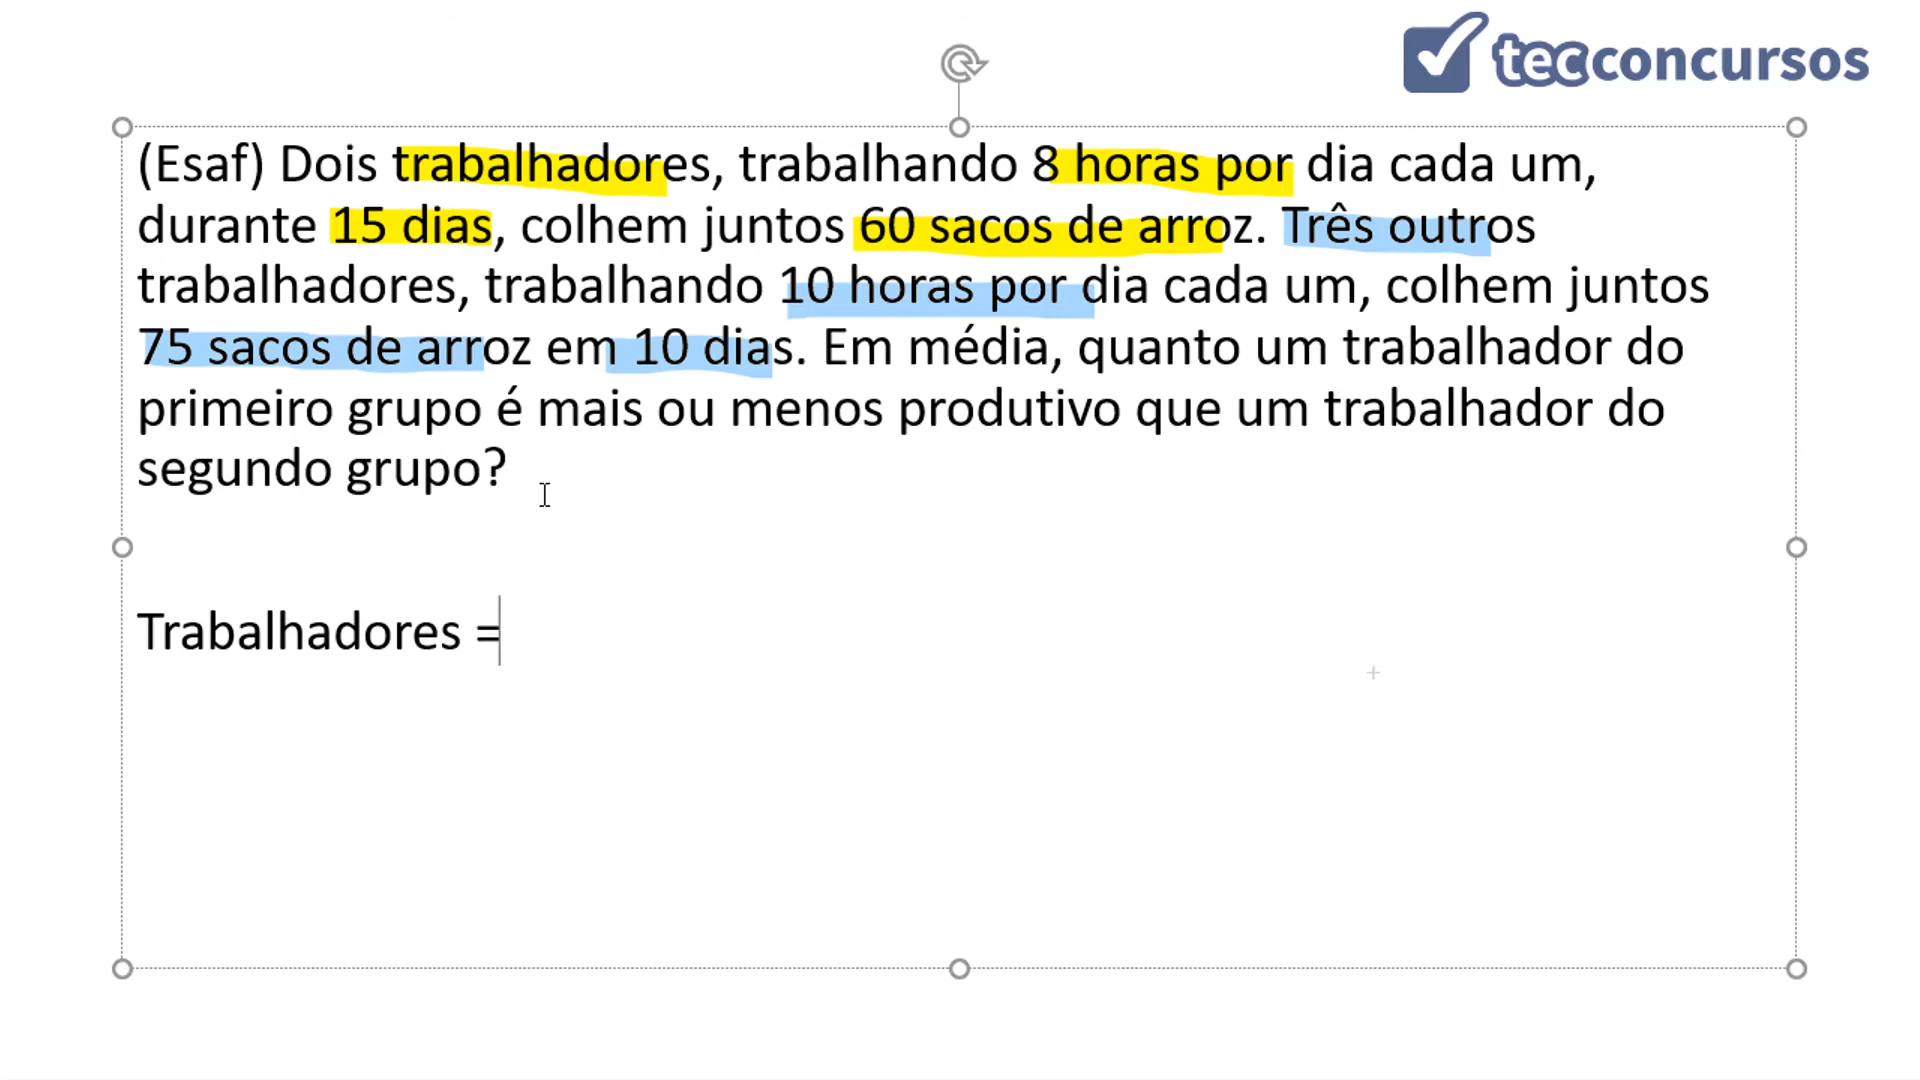 tecconcursos
(Esaf) Dois trabalhadores, trabalhando 8 horas por dia cada um,
durante 15 dias, colhem juntos 60 sacos de arroz. Três outros
trabalhadores, trabalhando 10 horas por dia cada um, colhem juntos
75 sacos de arroz em 10 dias. Em média, quanto um trabalhador do
primeiro grupo é mais ou menos produtivo que um trabalhador do
segundo grupo?
Trabalhadores =